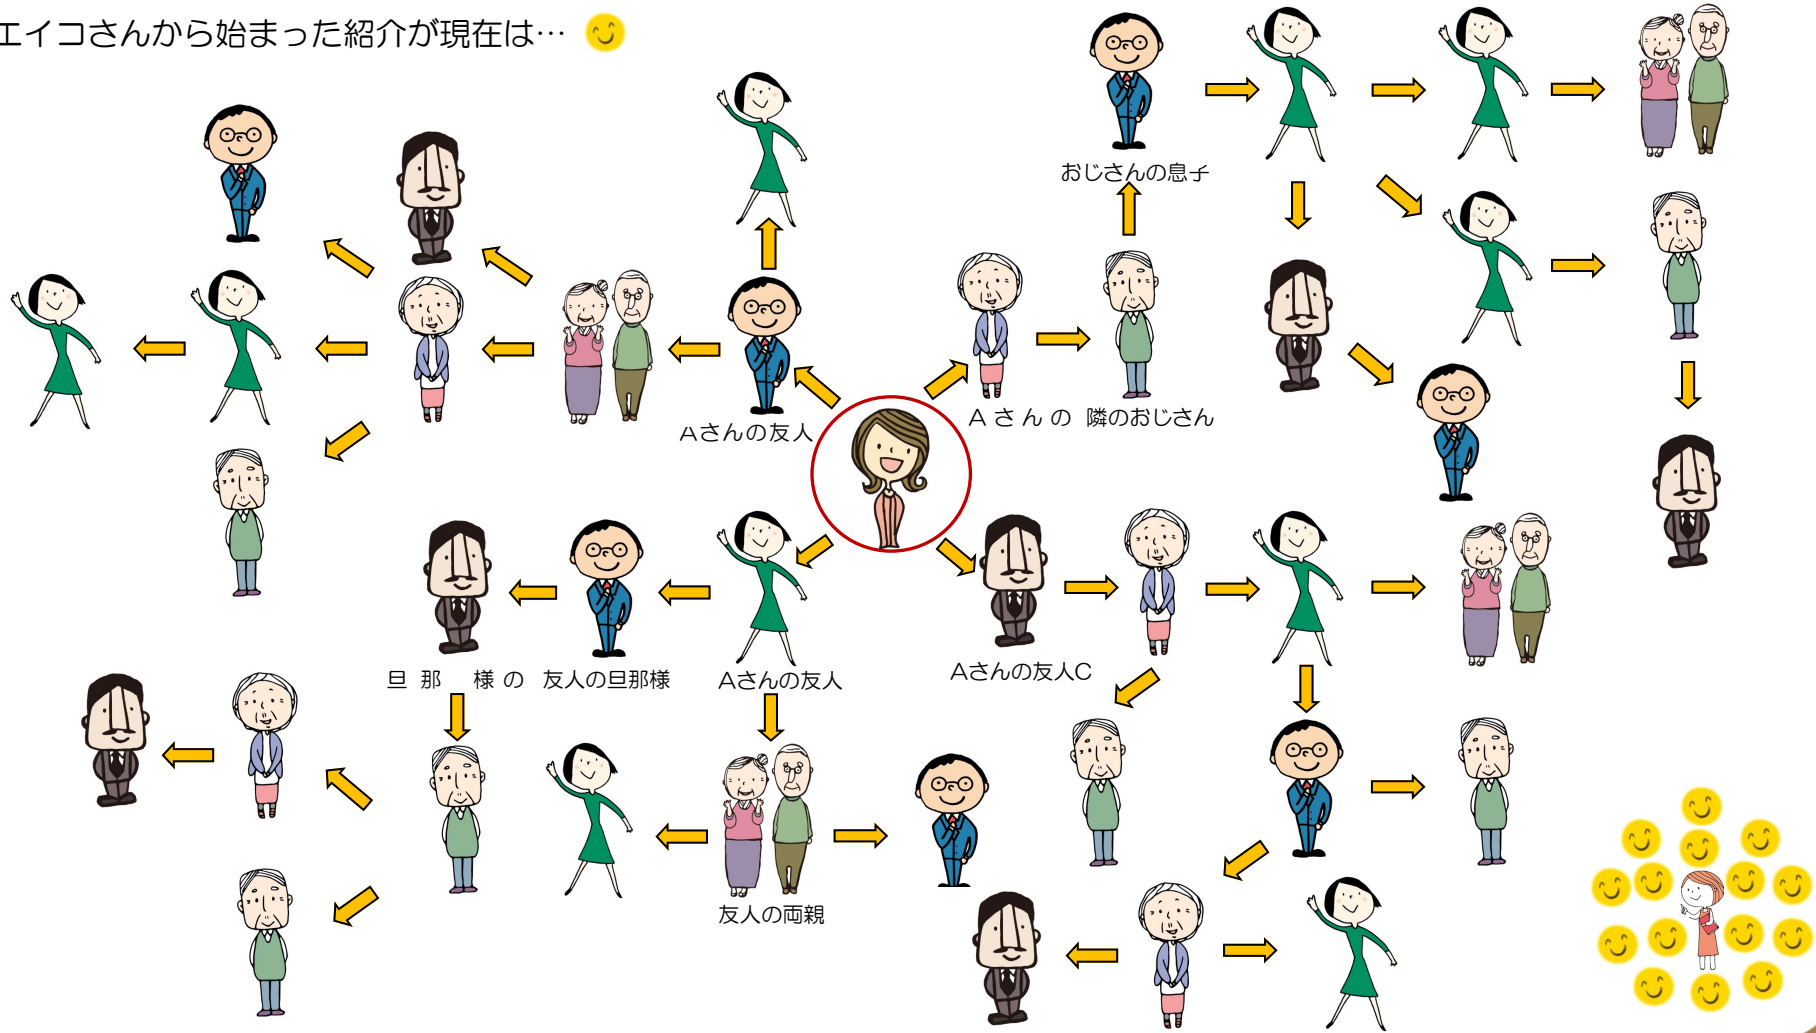 エイコさんから始まった紹介が現在は…
おじさんの息子
Aさんの友人
Aさんの 隣のおじさん
旦那 様の 友人の旦那様
Aさんの友人
Aさんの友人C
友人の両親